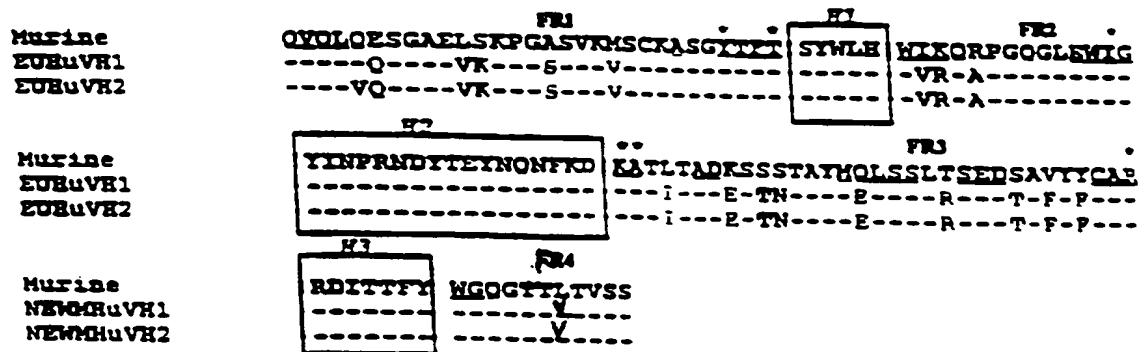 FR1 H1 FR2
* * *
Murine QVQLQESGAELSKPGASVKMSCKASGYTFT SYWLH WIKQRPGQGLEWIG
EUHuVH1 -----Q----VK---S---V---------- ----- -VR-A---------
EUHuVH2 ----VQ----VK---S---V---------- ----- -VR-A---------
H2 FR3
** *
Murine YINPRNDYTEYNQNFKD KATLTADKSSSTAYMQLSSLTSEDSAVYYCAR
EUHuVH1 ----------------- ---I---E-TN----E----R---T-F-F---
EUHuVH2 ----------------- ---I---E-TN----E----R---T-F-F---
H3 FR4
Murine RDITTFY WGQGTTLTVSS
NEWMHuVH1 ------- ------V----
NEWMHuVH2 ------- ------V----